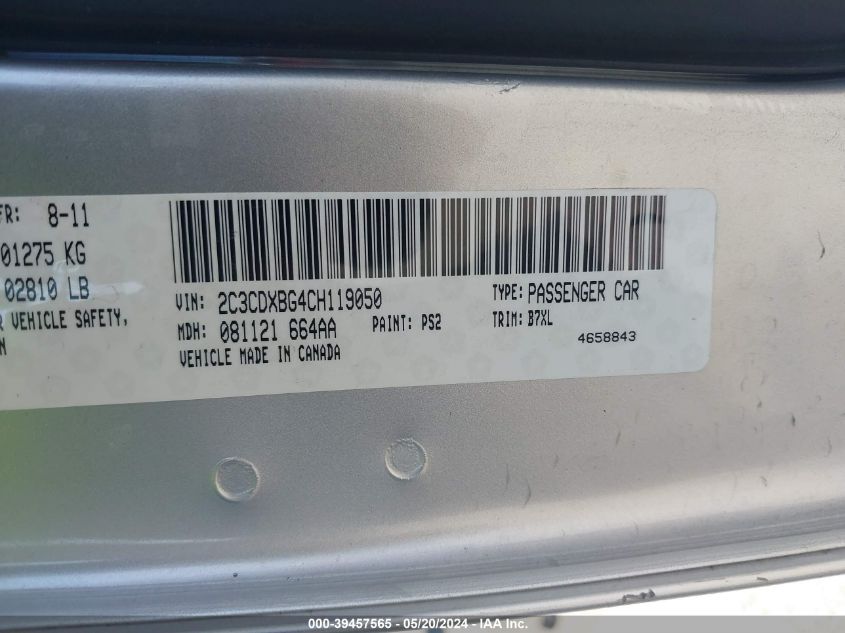 FR: 8-11
01275 KG
02810 LB
VEHICLE SAFETY,
VIN: 2C3CDXBG4CH119050
TYPE: PASSENGER CAR
MDH: 081121 664AA
PAINT: PS2
TRIM: B7XL
VEHICLE MADE IN CANADA
4658843
000-39457565 - 05/20/2024 - IAA Inc.